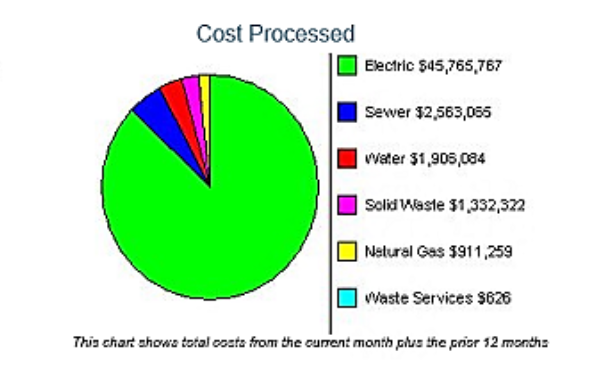 Cost Processed
Electric $45,765,767
Sewer $2,563,065
Water $1,906,084
Solid Waste $1,332,322
Natural Gas $911,259
Waste Services $626
This chart shows total costs from the current month plus the prior 12 months